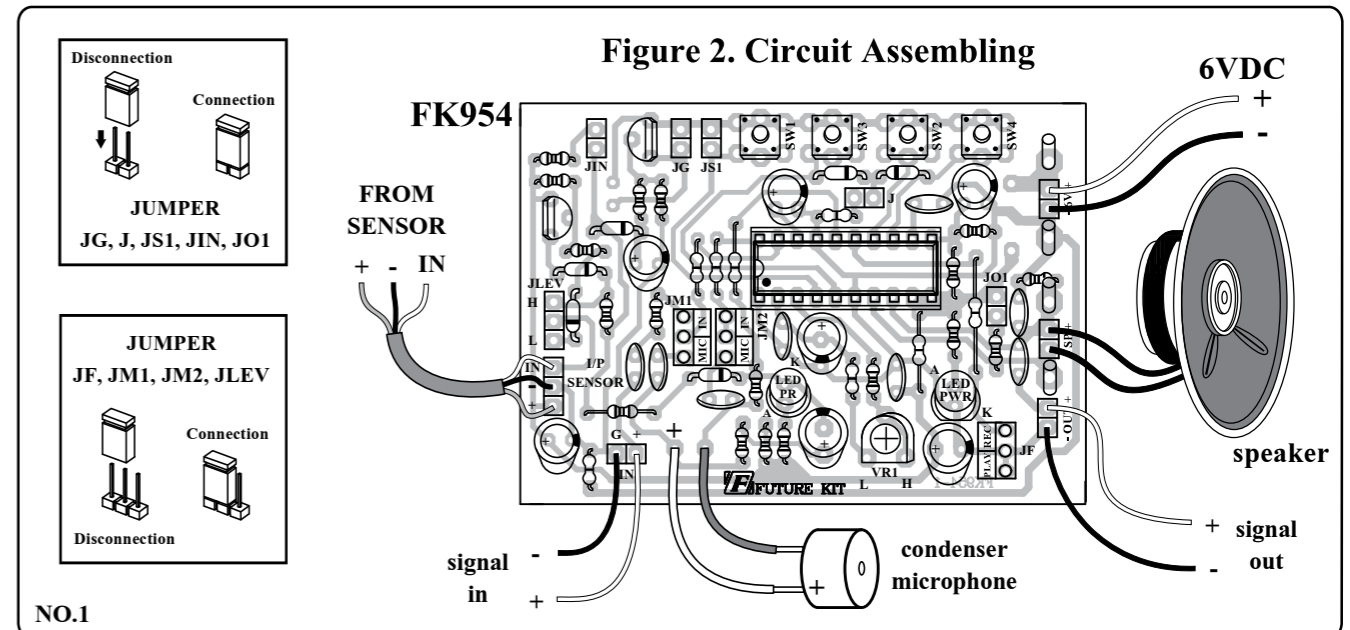 Figure 2. Circuit Assembling
Disconnection
Connection
JUMPER
JG, J, JS1, JIN, JO1
JUMPER
JF, JM1, JM2, JLEV
Connection
Disconnection
NO.1
FK954
FROM
SENSOR
+ - IN
6VDC
+
-
JIN
JG
JS1
SW1
SW3
SW2
SW4
J
- 6V +
JLEV
H
L
JM1
MIC IN
MIC IN
JM2
JO1
I/P
SENSOR
IN
-
+
K
LED
PR
A
A
LED
PWR
K
SP +
- OUT +
G +
IN
+
VR1
L H
PLAY REC
JF
F FUTURE KIT
speaker
signal
in
-
+
condenser
microphone
+
+
-
signal
out